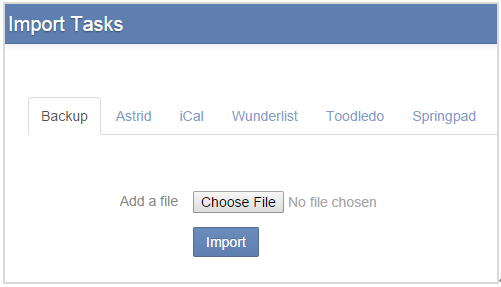 Import Tasks
Backup Astrid iCal Wunderlist Toodledo Springpad
Add a file Choose File No file chosen
Import